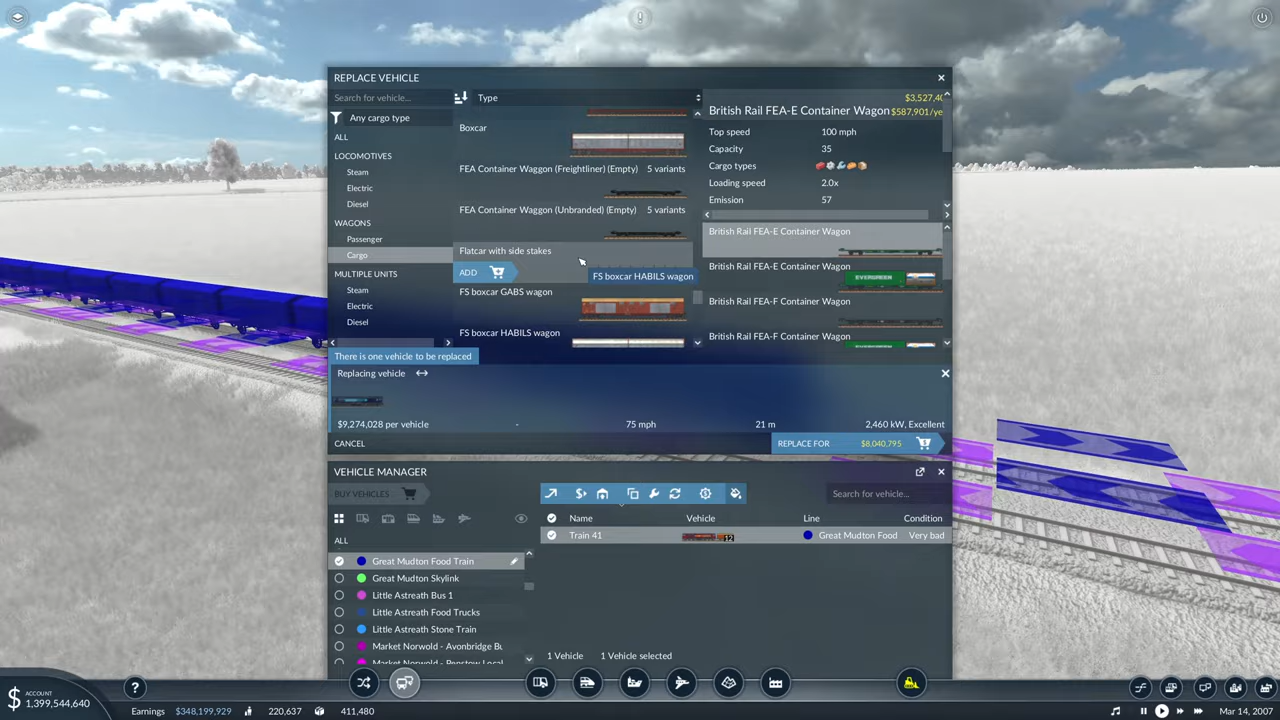 REPLACE VEHICLE
Search for vehicle...
Type
Any cargo type
ALL
LOCOMOTIVES
Steam
Electric
Diesel
WAGONS
Passenger
Cargo
MULTIPLE UNITS
Steam
Electric
Diesel
Boxcar
FEA Container Waggon (Freightliner) (Empty) 5 variants
FEA Container Waggon (Unbranded) (Empty) 5 variants
Flatcar with side stakes
ADD
FS boxcar HABILS wagon
FS boxcar GABS wagon
FS boxcar HABILS wagon
$3,527,40
British Rail FEA-E Container Wagon $587,901/ye
Top speed 100 mph
Capacity 35
Cargo types
Loading speed 2.0x
Emission 57
British Rail FEA-E Container Wagon
British Rail FEA-E Container Wagon
EVERGREEN
British Rail FEA-F Container Wagon
British Rail FEA-F Container Wagon
There is one vehicle to be replaced
Replacing vehicle
$9,274,028 per vehicle - 75 mph 21 m 2,460 kW, Excellent
CANCEL
REPLACE FOR $8,040,795
VEHICLE MANAGER
BUY VEHICLES
Search for vehicle...
ALL
Great Mudton Food Train
Great Mudton Skylink
Little Astreath Bus 1
Little Astreath Food Trucks
Little Astreath Stone Train
Market Norwold - Avonbridge Bu
Market Norwold - Penstow Local
Name Vehicle Line Condition
Train 41 12 Great Mudton Food Very bad
1 Vehicle 1 Vehicle selected
$ ACCOUNT
1,399,544,640
?
Earnings $348,199,929 220,637 411,480
Mar 14, 2007